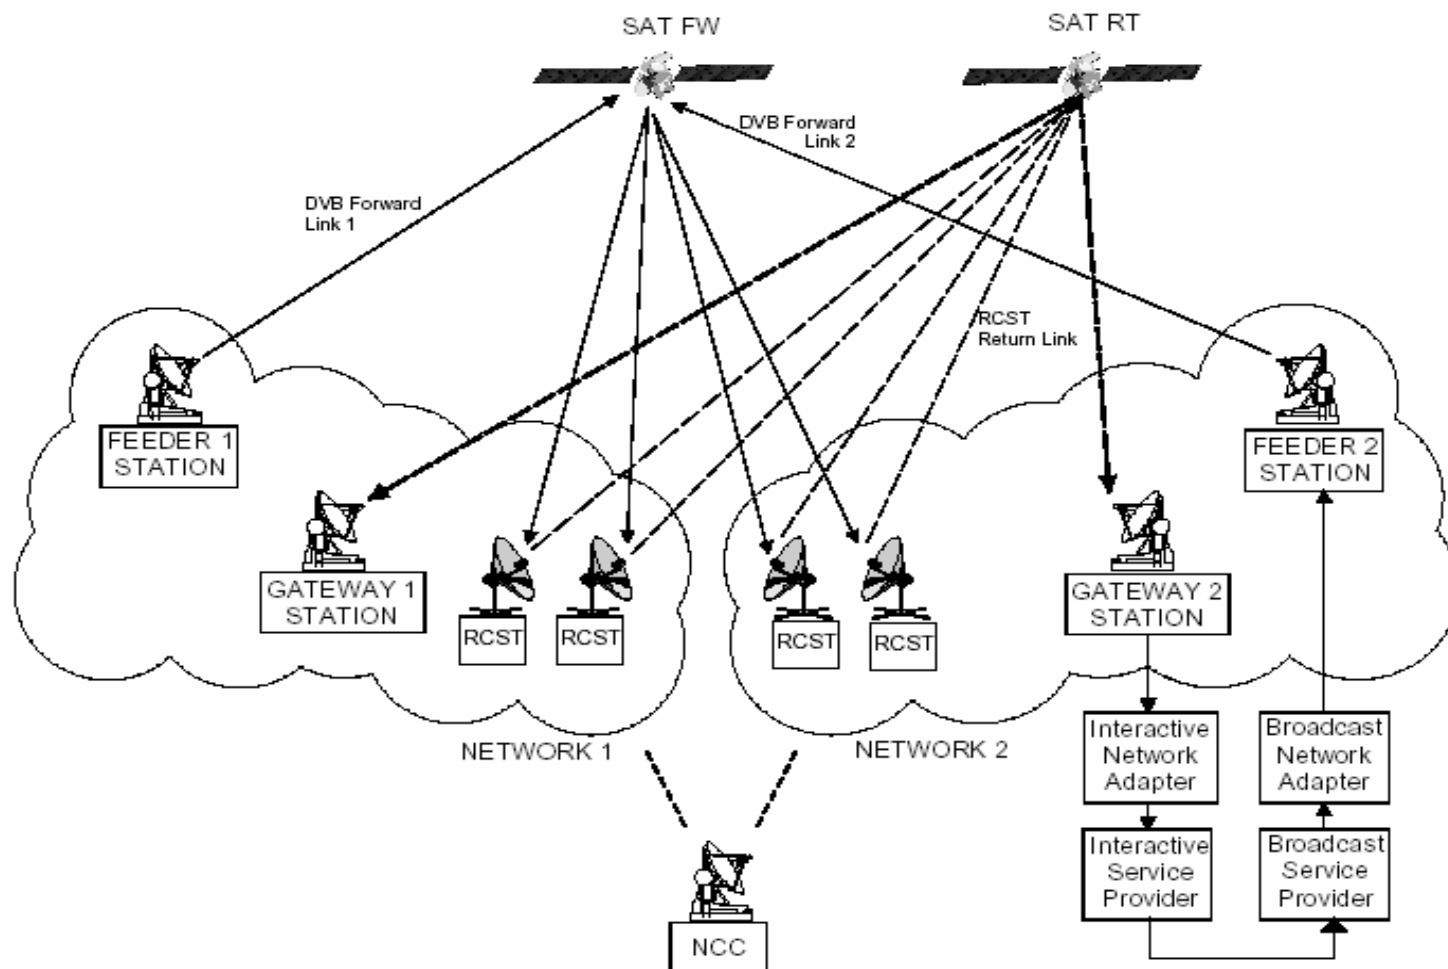 SAT FW
SAT RT
DVB Forward
Link 2
DVB Forward
Link 1
RCST
Return Link
FEEDER 1
STATION
FEEDER 2
STATION
GATEWAY 1
STATION
RCST
RCST
RCST
RCST
GATEWAY 2
STATION
NETWORK 1
NETWORK 2
Interactive
Network
Adapter
Broadcast
Network
Adapter
Interactive
Service
Provider
Broadcast
Service
Provider
NCC